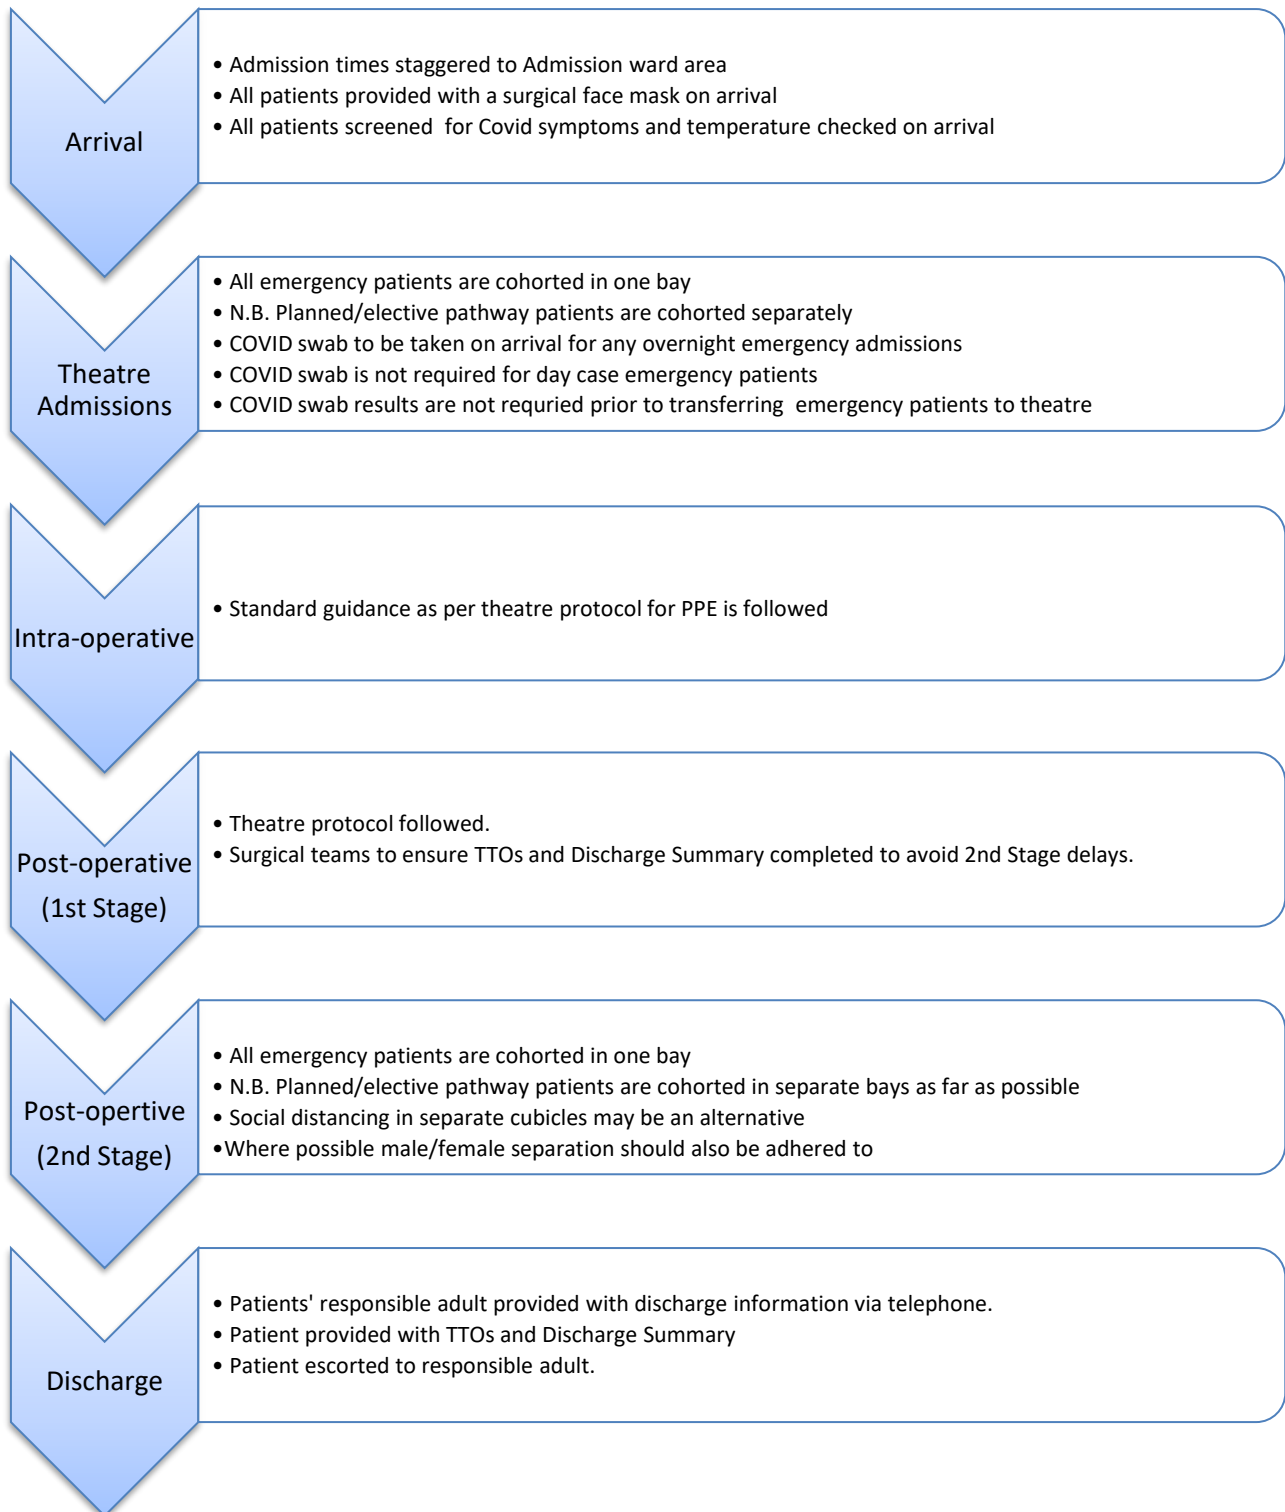 Arrival
• Admission times staggered to Admission ward area
• All patients provided with a surgical face mask on arrival
• All patients screened  for Covid symptoms and temperature checked on arrival
Theatre
Admissions
• All emergency patients are cohorted in one bay
• N.B. Planned/elective pathway patients are cohorted separately
• COVID swab to be taken on arrival for any overnight emergency admissions
• COVID swab is not required for day case emergency patients
• COVID swab results are not requried prior to transferring  emergency patients to theatre
Intra-operative
• Standard guidance as per theatre protocol for PPE is followed
Post-operative
(1st Stage)
• Theatre protocol followed.
• Surgical teams to ensure TTOs and Discharge Summary completed to avoid 2nd Stage delays.
Post-opertive
(2nd Stage)
• All emergency patients are cohorted in one bay
• N.B. Planned/elective pathway patients are cohorted in separate bays as far as possible
• Social distancing in separate cubicles may be an alternative
•Where possible male/female separation should also be adhered to
Discharge
• Patients' responsible adult provided with discharge information via telephone.
• Patient provided with TTOs and Discharge Summary
• Patient escorted to responsible adult.